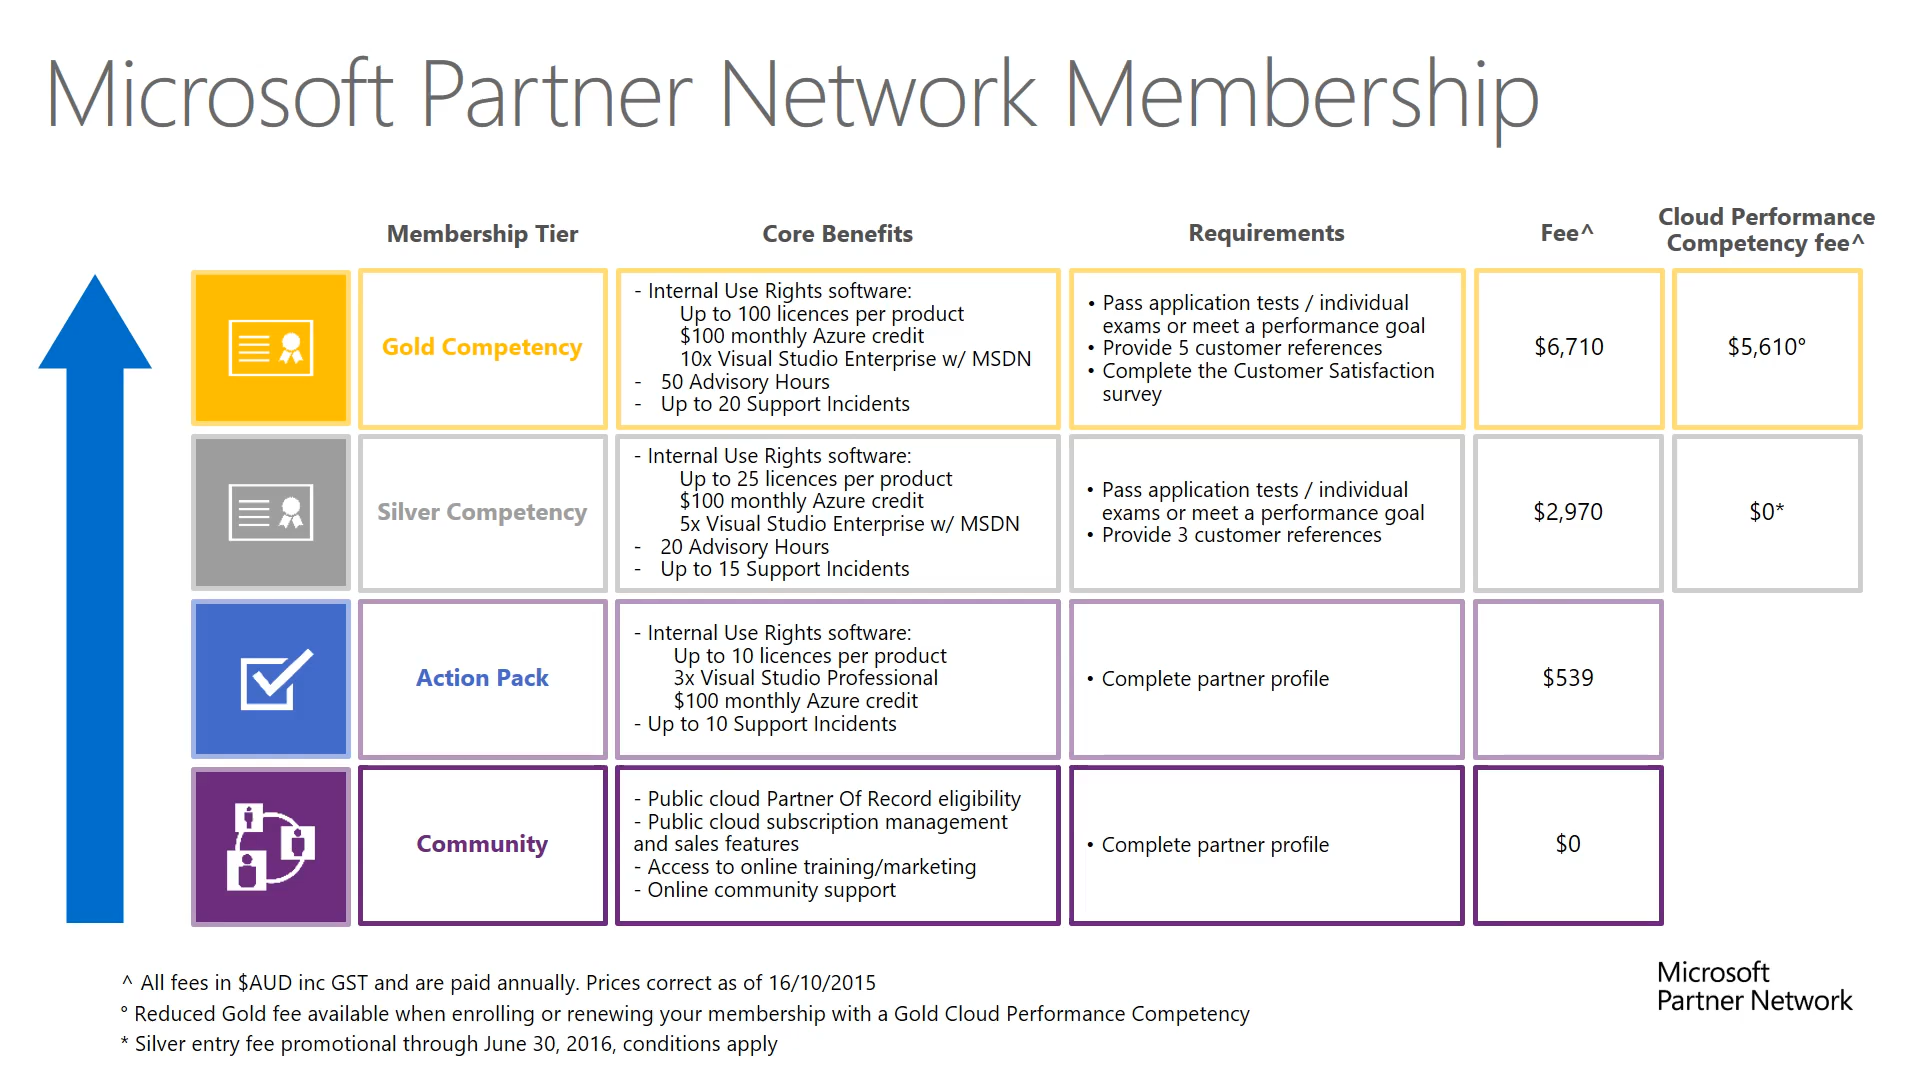 Microsoft Partner Network Membership
Membership Tier
Core Benefits
Requirements
Fee^
Cloud Performance
Competency fee^
Gold Competency
- Internal Use Rights software:
Up to 100 licences per product
$100 monthly Azure credit
10x Visual Studio Enterprise w/ MSDN
- 50 Advisory Hours
- Up to 20 Support Incidents
• Pass application tests / individual
exams or meet a performance goal
• Provide 5 customer references
• Complete the Customer Satisfaction
survey
$6,710
$5,610°
Silver Competency
- Internal Use Rights software:
Up to 25 licences per product
$100 monthly Azure credit
5x Visual Studio Enterprise w/ MSDN
- 20 Advisory Hours
- Up to 15 Support Incidents
• Pass application tests / individual
exams or meet a performance goal
• Provide 3 customer references
$2,970
$0*
Action Pack
- Internal Use Rights software:
Up to 10 licences per product
3x Visual Studio Professional
$100 monthly Azure credit
- Up to 10 Support Incidents
• Complete partner profile
$539
Community
- Public cloud Partner Of Record eligibility
- Public cloud subscription management
and sales features
- Access to online training/marketing
- Online community support
• Complete partner profile
$0
^ All fees in $AUD inc GST and are paid annually. Prices correct as of 16/10/2015
° Reduced Gold fee available when enrolling or renewing your membership with a Gold Cloud Performance Competency
* Silver entry fee promotional through June 30, 2016, conditions apply
Microsoft
Partner Network